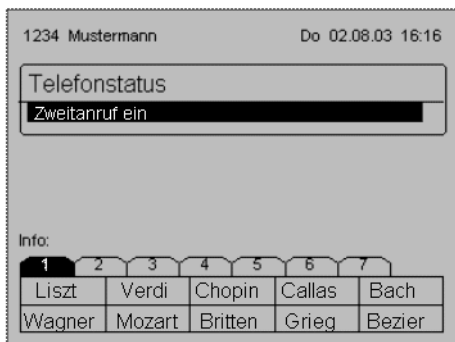 1234 Mustermann Do 02.08.03 16:16
Telefonstatus
Zweitanruf ein
Info:
1 2 3 4 5 6 7
Liszt Verdi Chopin Callas Bach
Wagner Mozart Britten Grieg Bezier